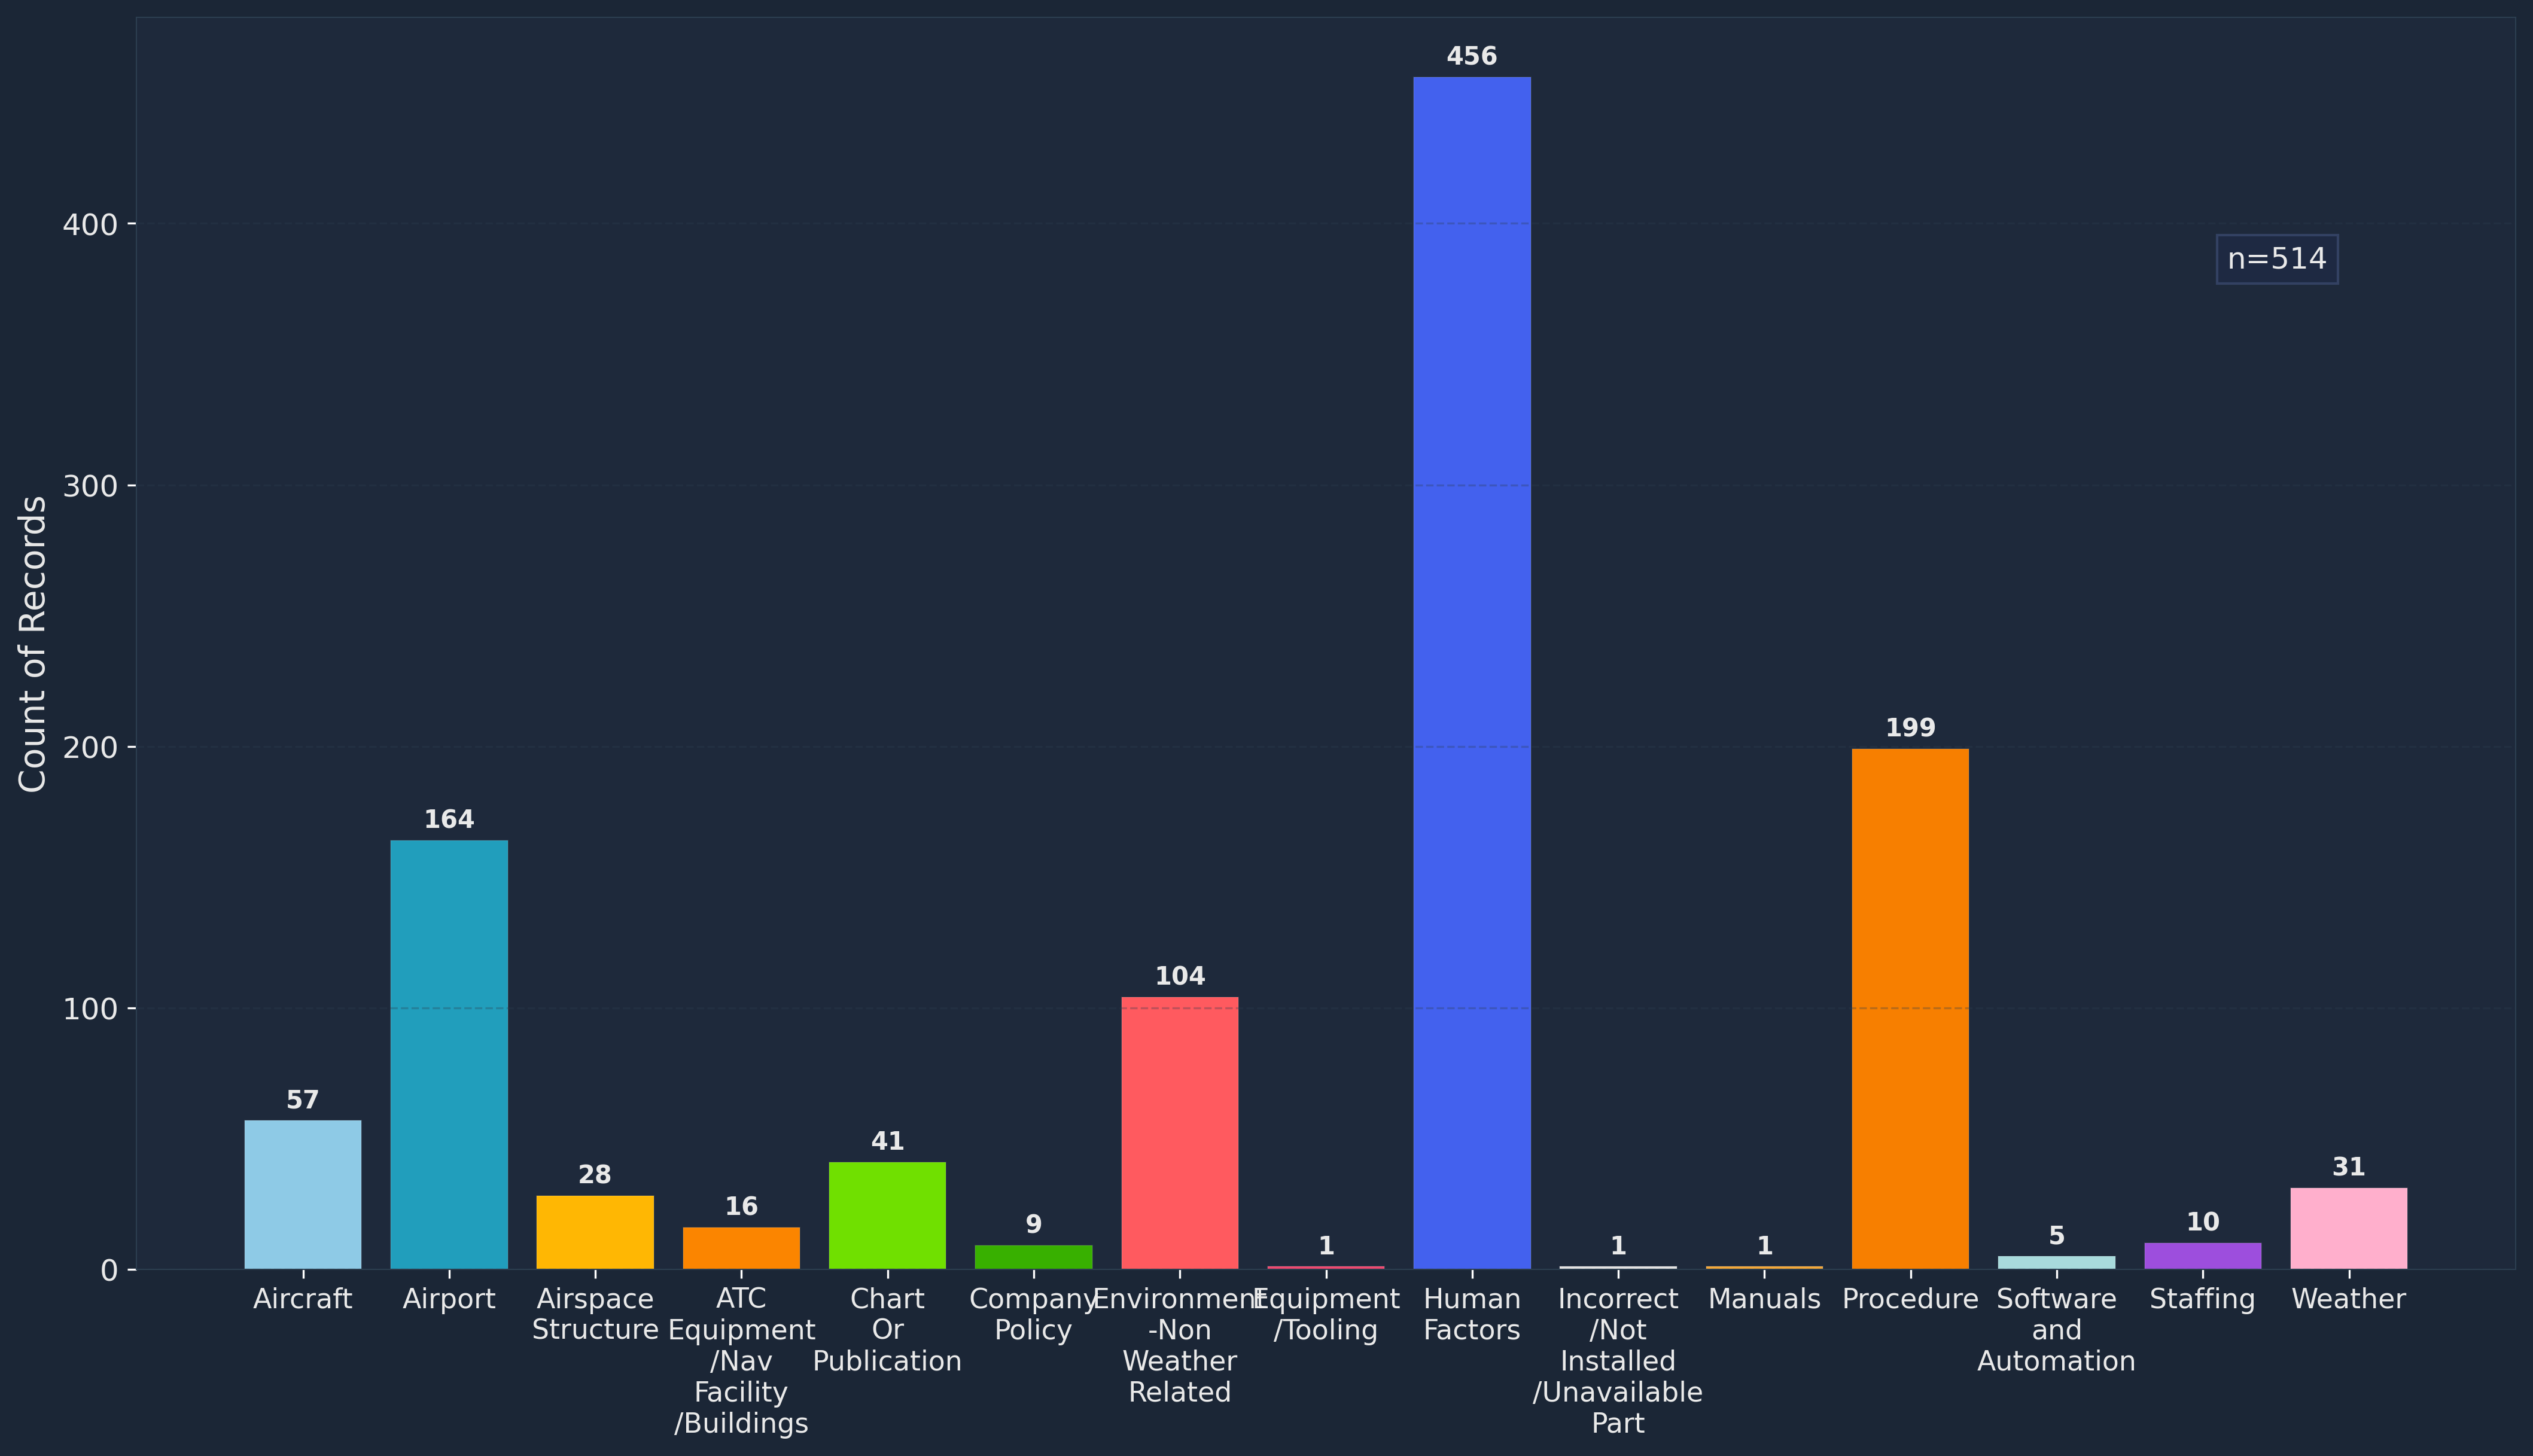 456
400
n=514
300
Count of Records
200
199
164
104
100
57
41
28
16
9
1
1
1
5
10
31
0
Aircraft
Airport
Airspace
Structure
ATC
Equipment
/Nav
Facility
/Buildings
Chart
Or
Publication
Company
Policy
Environment
-Non
Weather
Related
Equipment
/Tooling
Human
Factors
Incorrect
/Not
Installed
/Unavailable
Part
Manuals
Procedure
Software
and
Automation
Staffing
Weather